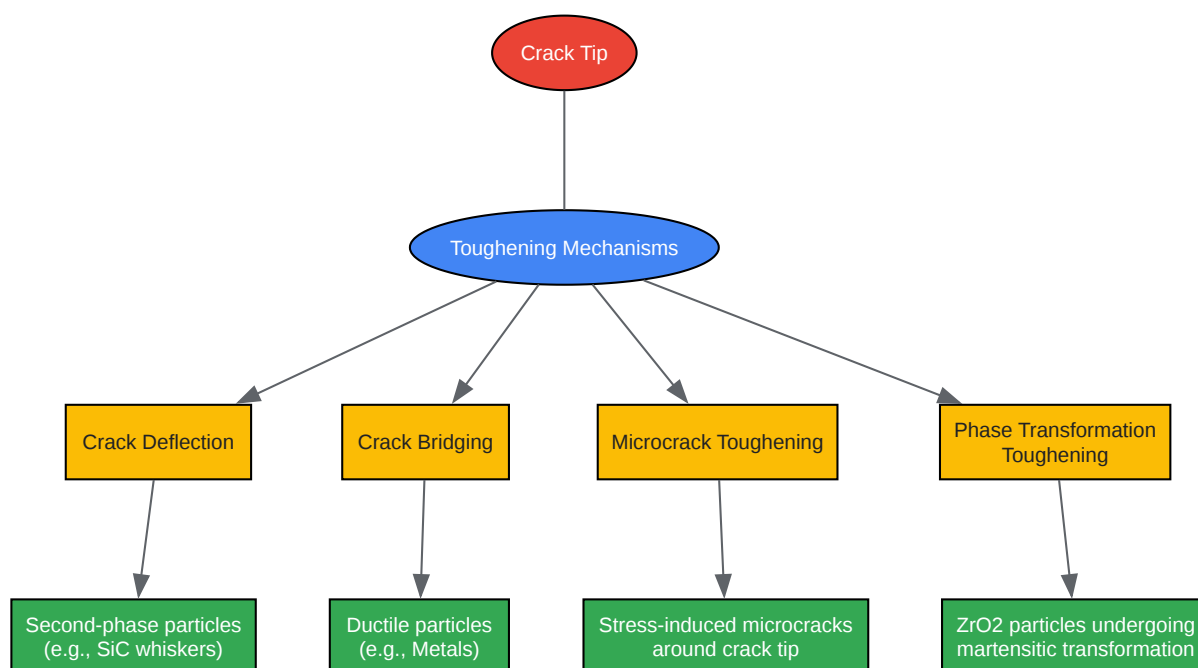 Crack Tip
Toughening Mechanisms
Crack Deflection
Crack Bridging
Microcrack Toughening
Phase Transformation
Toughening
Second-phase particles
(e.g., SiC whiskers)
Ductile particles
(e.g., Metals)
Stress-induced microcracks
around crack tip
ZrO2 particles undergoing
martensitic transformation